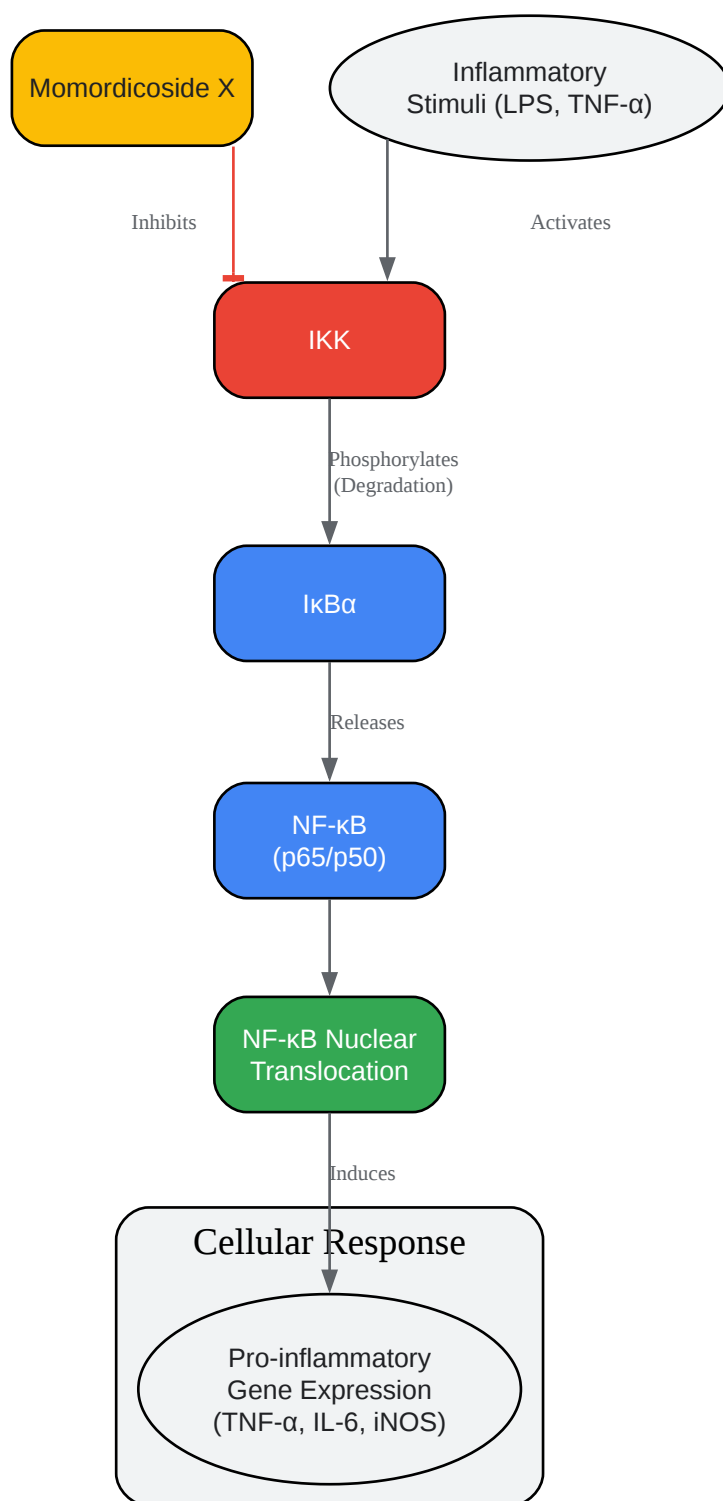 Momordicoside X
Inflammatory
Stimuli (LPS, TNF-α)
Inhibits
Activates
IKK
Phosphorylates
(Degradation)
IκBα
Releases
NF-κB
(p65/p50)
NF-κB Nuclear
Translocation
Induces
Cellular Response
Pro-inflammatory
Gene Expression
(TNF-α, IL-6, iNOS)